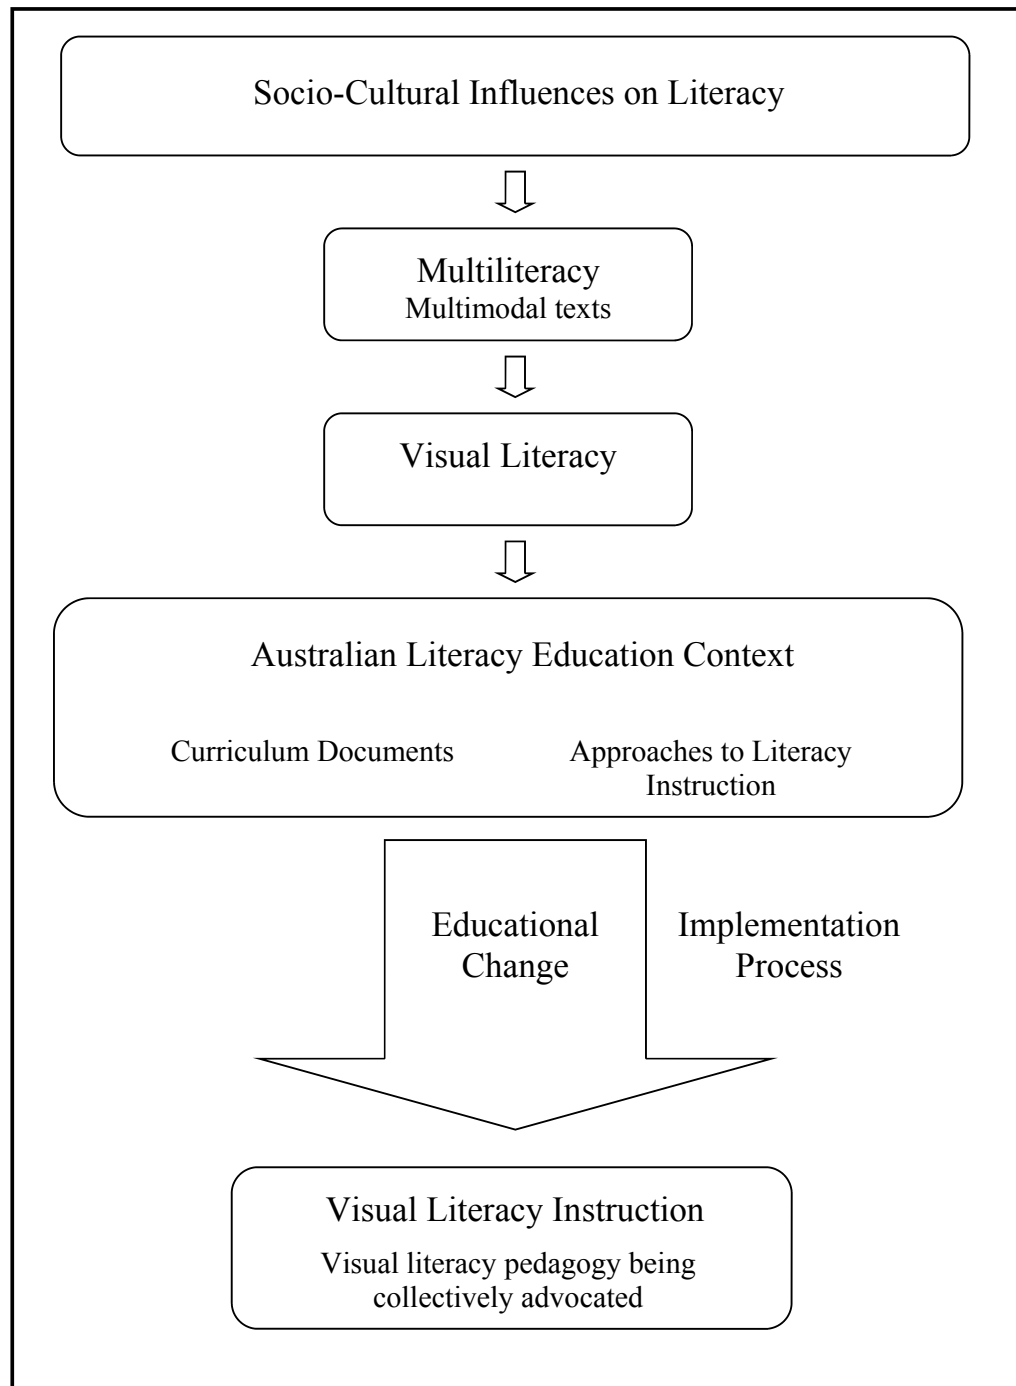 Socio-Cultural Influences on Literacy
Multiliteracy
Multimodal texts
Visual Literacy
Australian Literacy Education Context
Curriculum Documents
Approaches to Literacy
Instruction
Educational
Change
Implementation
Process
Visual Literacy Instruction
Visual literacy pedagogy being
collectively advocated